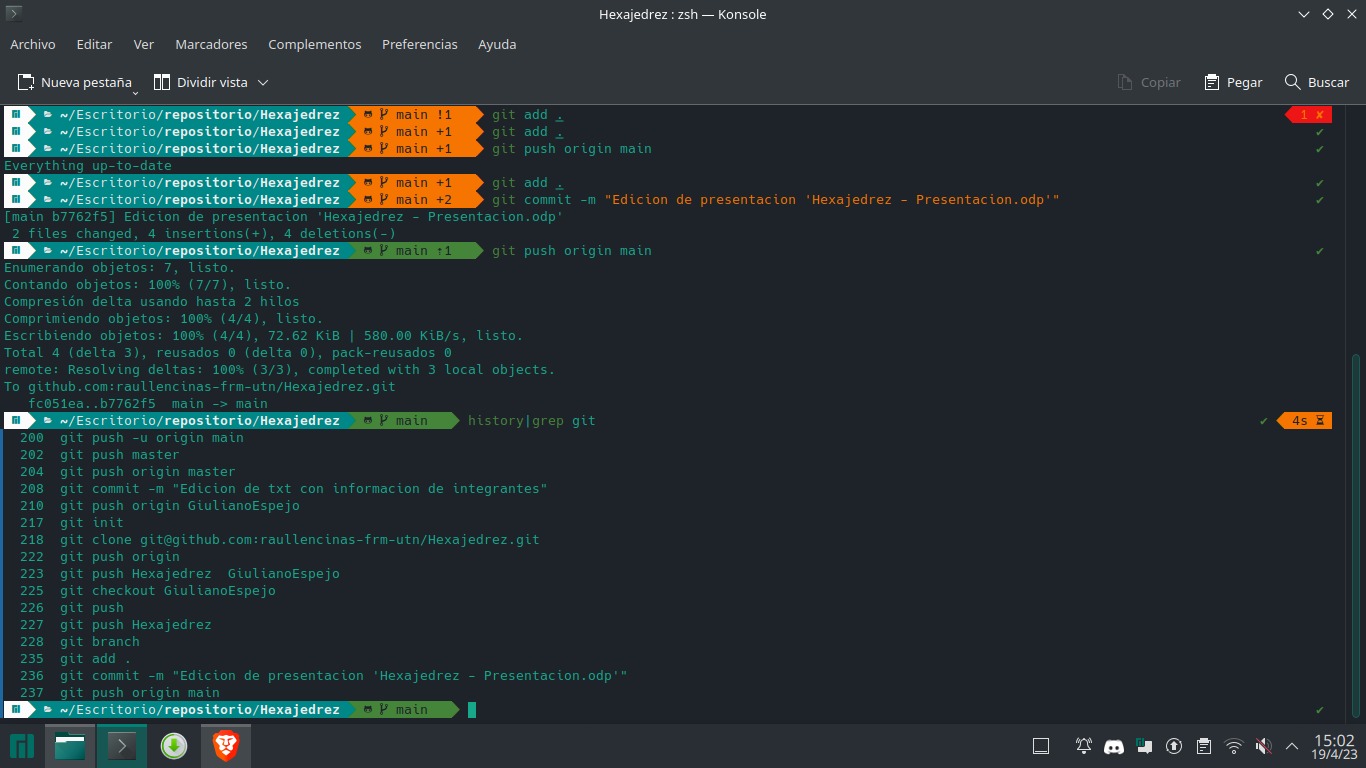 Hexajedrez : zsh — Konsole
Archivo Editar Ver Marcadores Complementos Preferencias Ayuda
Nueva pestaña Dividir vista Copiar Pegar Buscar
~/Escritorio/repositorio/Hexajedrez main !1 git add . 1 ✘
~/Escritorio/repositorio/Hexajedrez main +1 git add . ✔
~/Escritorio/repositorio/Hexajedrez main +1 git push origin main ✔
Everything up-to-date
~/Escritorio/repositorio/Hexajedrez main +1 git add . ✔
~/Escritorio/repositorio/Hexajedrez main +2 git commit -m "Edicion de presentacion 'Hexajedrez - Presentacion.odp'" ✔
[main b7762f5] Edicion de presentacion 'Hexajedrez - Presentacion.odp'
2 files changed, 4 insertions(+), 4 deletions(-)
~/Escritorio/repositorio/Hexajedrez main ↑1 git push origin main ✔
Enumerando objetos: 7, listo.
Contando objetos: 100% (7/7), listo.
Compresión delta usando hasta 2 hilos
Comprimiendo objetos: 100% (4/4), listo.
Escribiendo objetos: 100% (4/4), 72.62 KiB | 580.00 KiB/s, listo.
Total 4 (delta 3), reusados 0 (delta 0), pack-reusados 0
remote: Resolving deltas: 100% (3/3), completed with 3 local objects.
To github.com:raullencinas-frm-utn/Hexajedrez.git
fc051ea..b7762f5 main -> main
~/Escritorio/repositorio/Hexajedrez main history|grep git ✔ 4s
200 git push -u origin main
202 git push master
204 git push origin master
208 git commit -m "Edicion de txt con informacion de integrantes"
210 git push origin GiulianoEspejo
217 git init
218 git clone git@github.com:raullencinas-frm-utn/Hexajedrez.git
222 git push origin
223 git push Hexajedrez  GiulianoEspejo
225 git checkout GiulianoEspejo
226 git push
227 git push Hexajedrez
228 git branch
235 git add .
236 git commit -m "Edicion de presentacion 'Hexajedrez - Presentacion.odp'"
237 git push origin main
~/Escritorio/repositorio/Hexajedrez main ✔
15:02
19/4/23